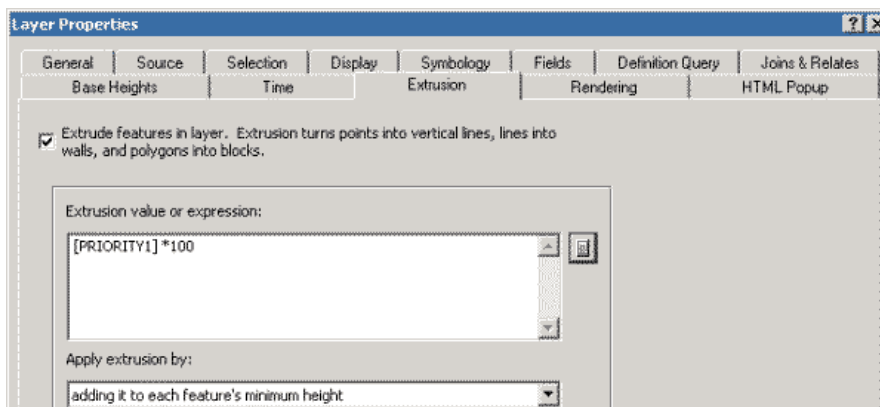 Layer Properties
General Source Selection Display Symbology Fields Definition Query Joins & Relates
Base Heights Time Extrusion Rendering HTML Popup
Extrude features in layer. Extrusion turns points into vertical lines, lines into
walls, and polygons into blocks.
Extrusion value or expression:
[PRIORITY1] *100
Apply extrusion by:
adding it to each feature's minimum height